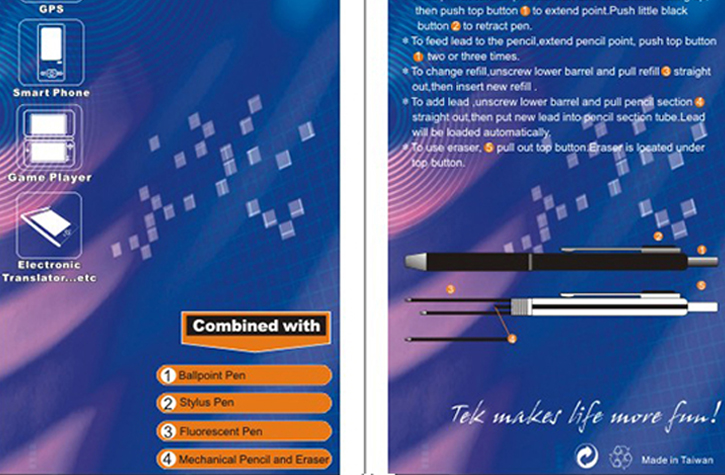 GPS
Smart Phone
Game Player
Electronic
Translator...etc
Combined with
1 Ballpoint Pen
2 Stylus Pen
3 Fluorescent Pen
4 Mechanical Pencil and Eraser
then push top button 1 to extend point.Push little black
button 2 to retract pen.
* To feed lead to the pencil,extend pencil point, push top button
1 two or three times.
* To change refill,unscrew lower barrel and pull refill 3 straight
out,then insert new refill .
* To add lead ,unscrew lower barrel and pull pencil section 4
straight out,then put new lead into pencil section tube.Lead
will be loaded automatically.
* To use eraser, 5 pull out top button.Eraser is located under
top button.
2
1
3
5
4
Tek makes life more fun!
Made in Taiwan